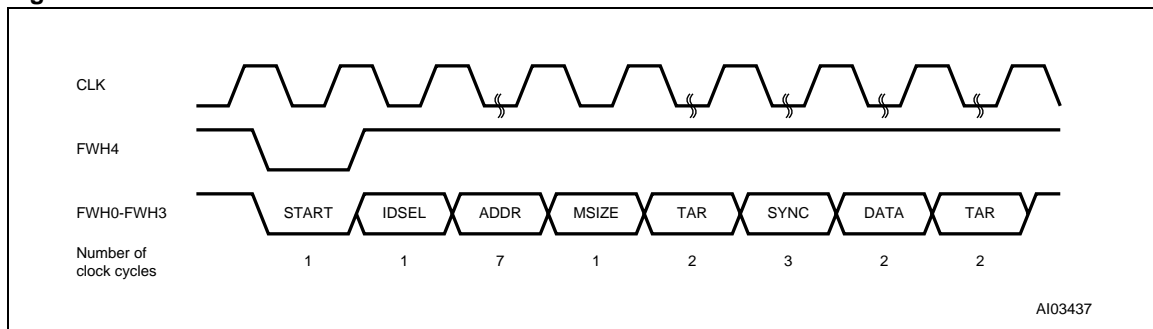 CLK
FWH4
FWH0-FWH3 START IDSEL ADDR MSIZE TAR SYNC DATA TAR
Number of
clock cycles 1 1 7 1 2 3 2 2
AI03437